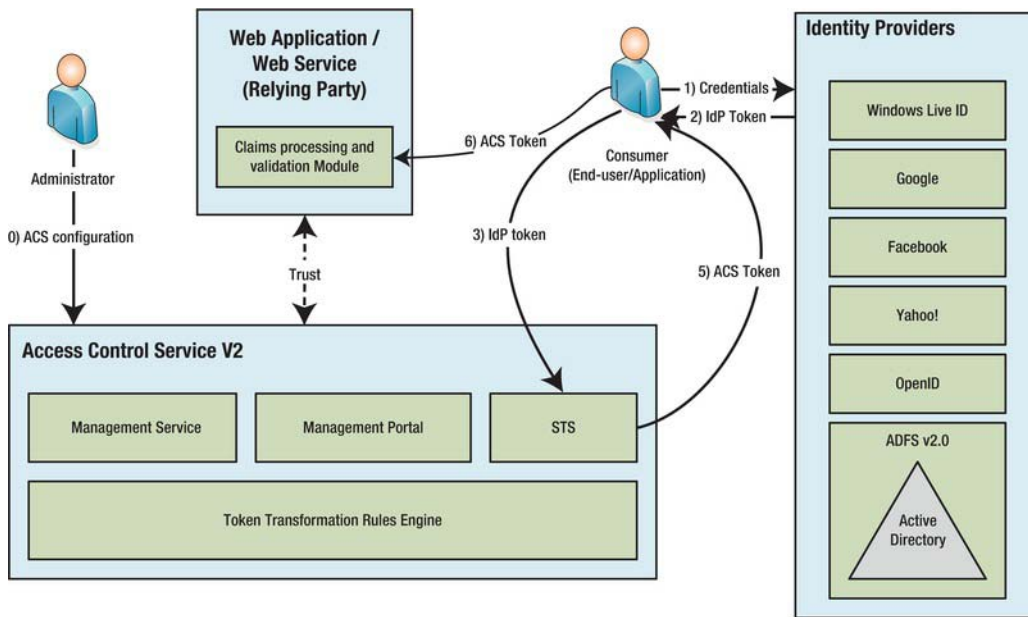 Web Application /
Web Service
(Relying Party)
Claims processing and
validation Module
Identity Providers
1) Credentials
2) IdP Token
Windows Live ID
6) ACS Token
Consumer
(End-user/Application)
Administrator
Google
0) ACS configuration
3) IdP token
Facebook
Trust
5) ACS Token
Yahoo!
Access Control Service V2
OpenID
Management Service
Management Portal
STS
ADFS v2.0
Token Transformation Rules Engine
Active
Directory